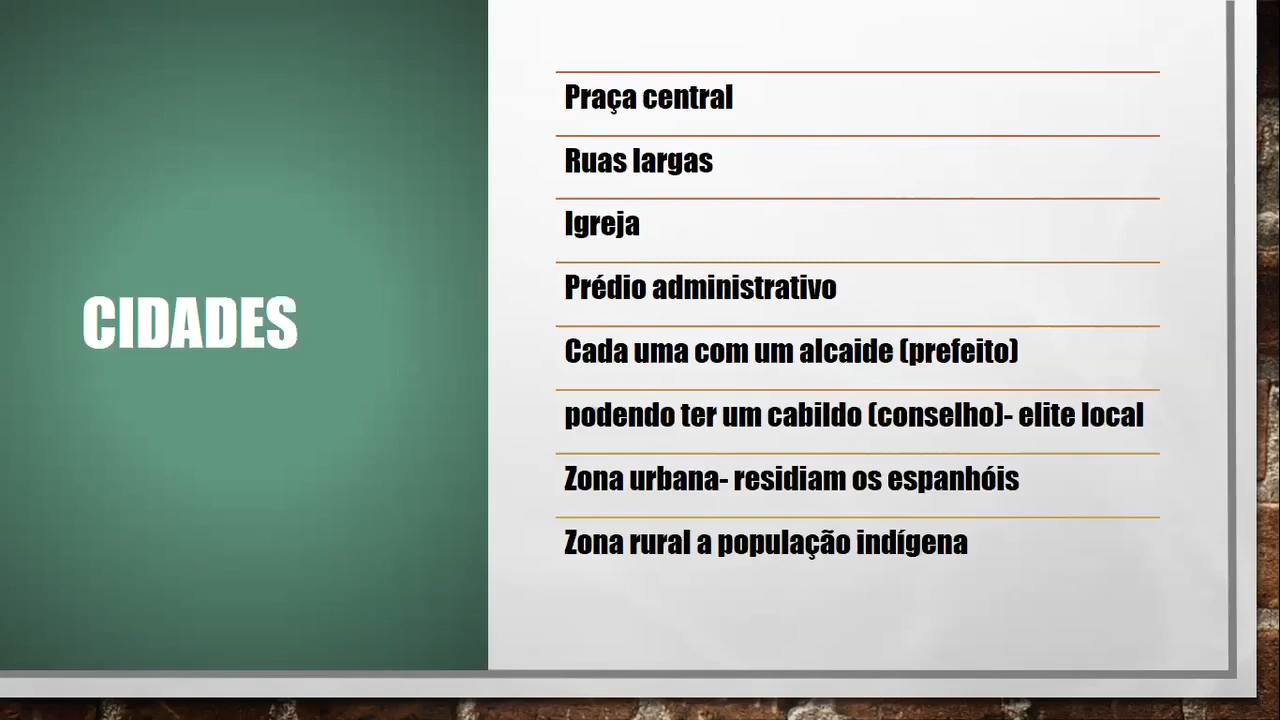 CIDADES
Praça central
Ruas largas
Igreja
Prédio administrativo
Cada uma com um alcaide (prefeito)
podendo ter um cabildo (conselho)- elite local
Zona urbana- residiam os espanhóis
Zona rural a população indígena